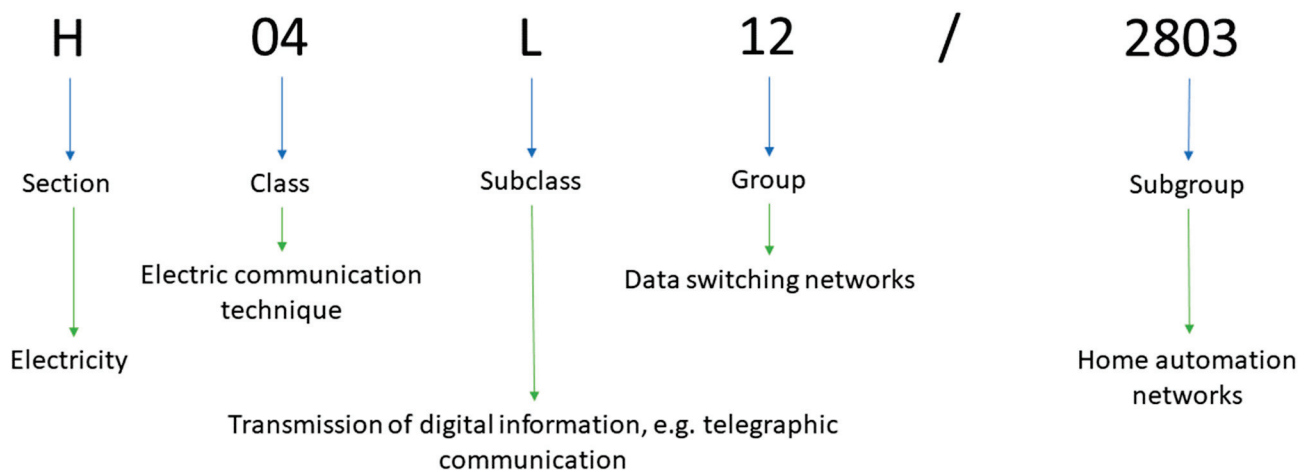 H 04 L 12 / 2803
Section Class Subclass Group Subgroup
Electric communication
technique
Data switching networks
Electricity
Home automation
networks
Transmission of digital information, e.g. telegraphic
communication